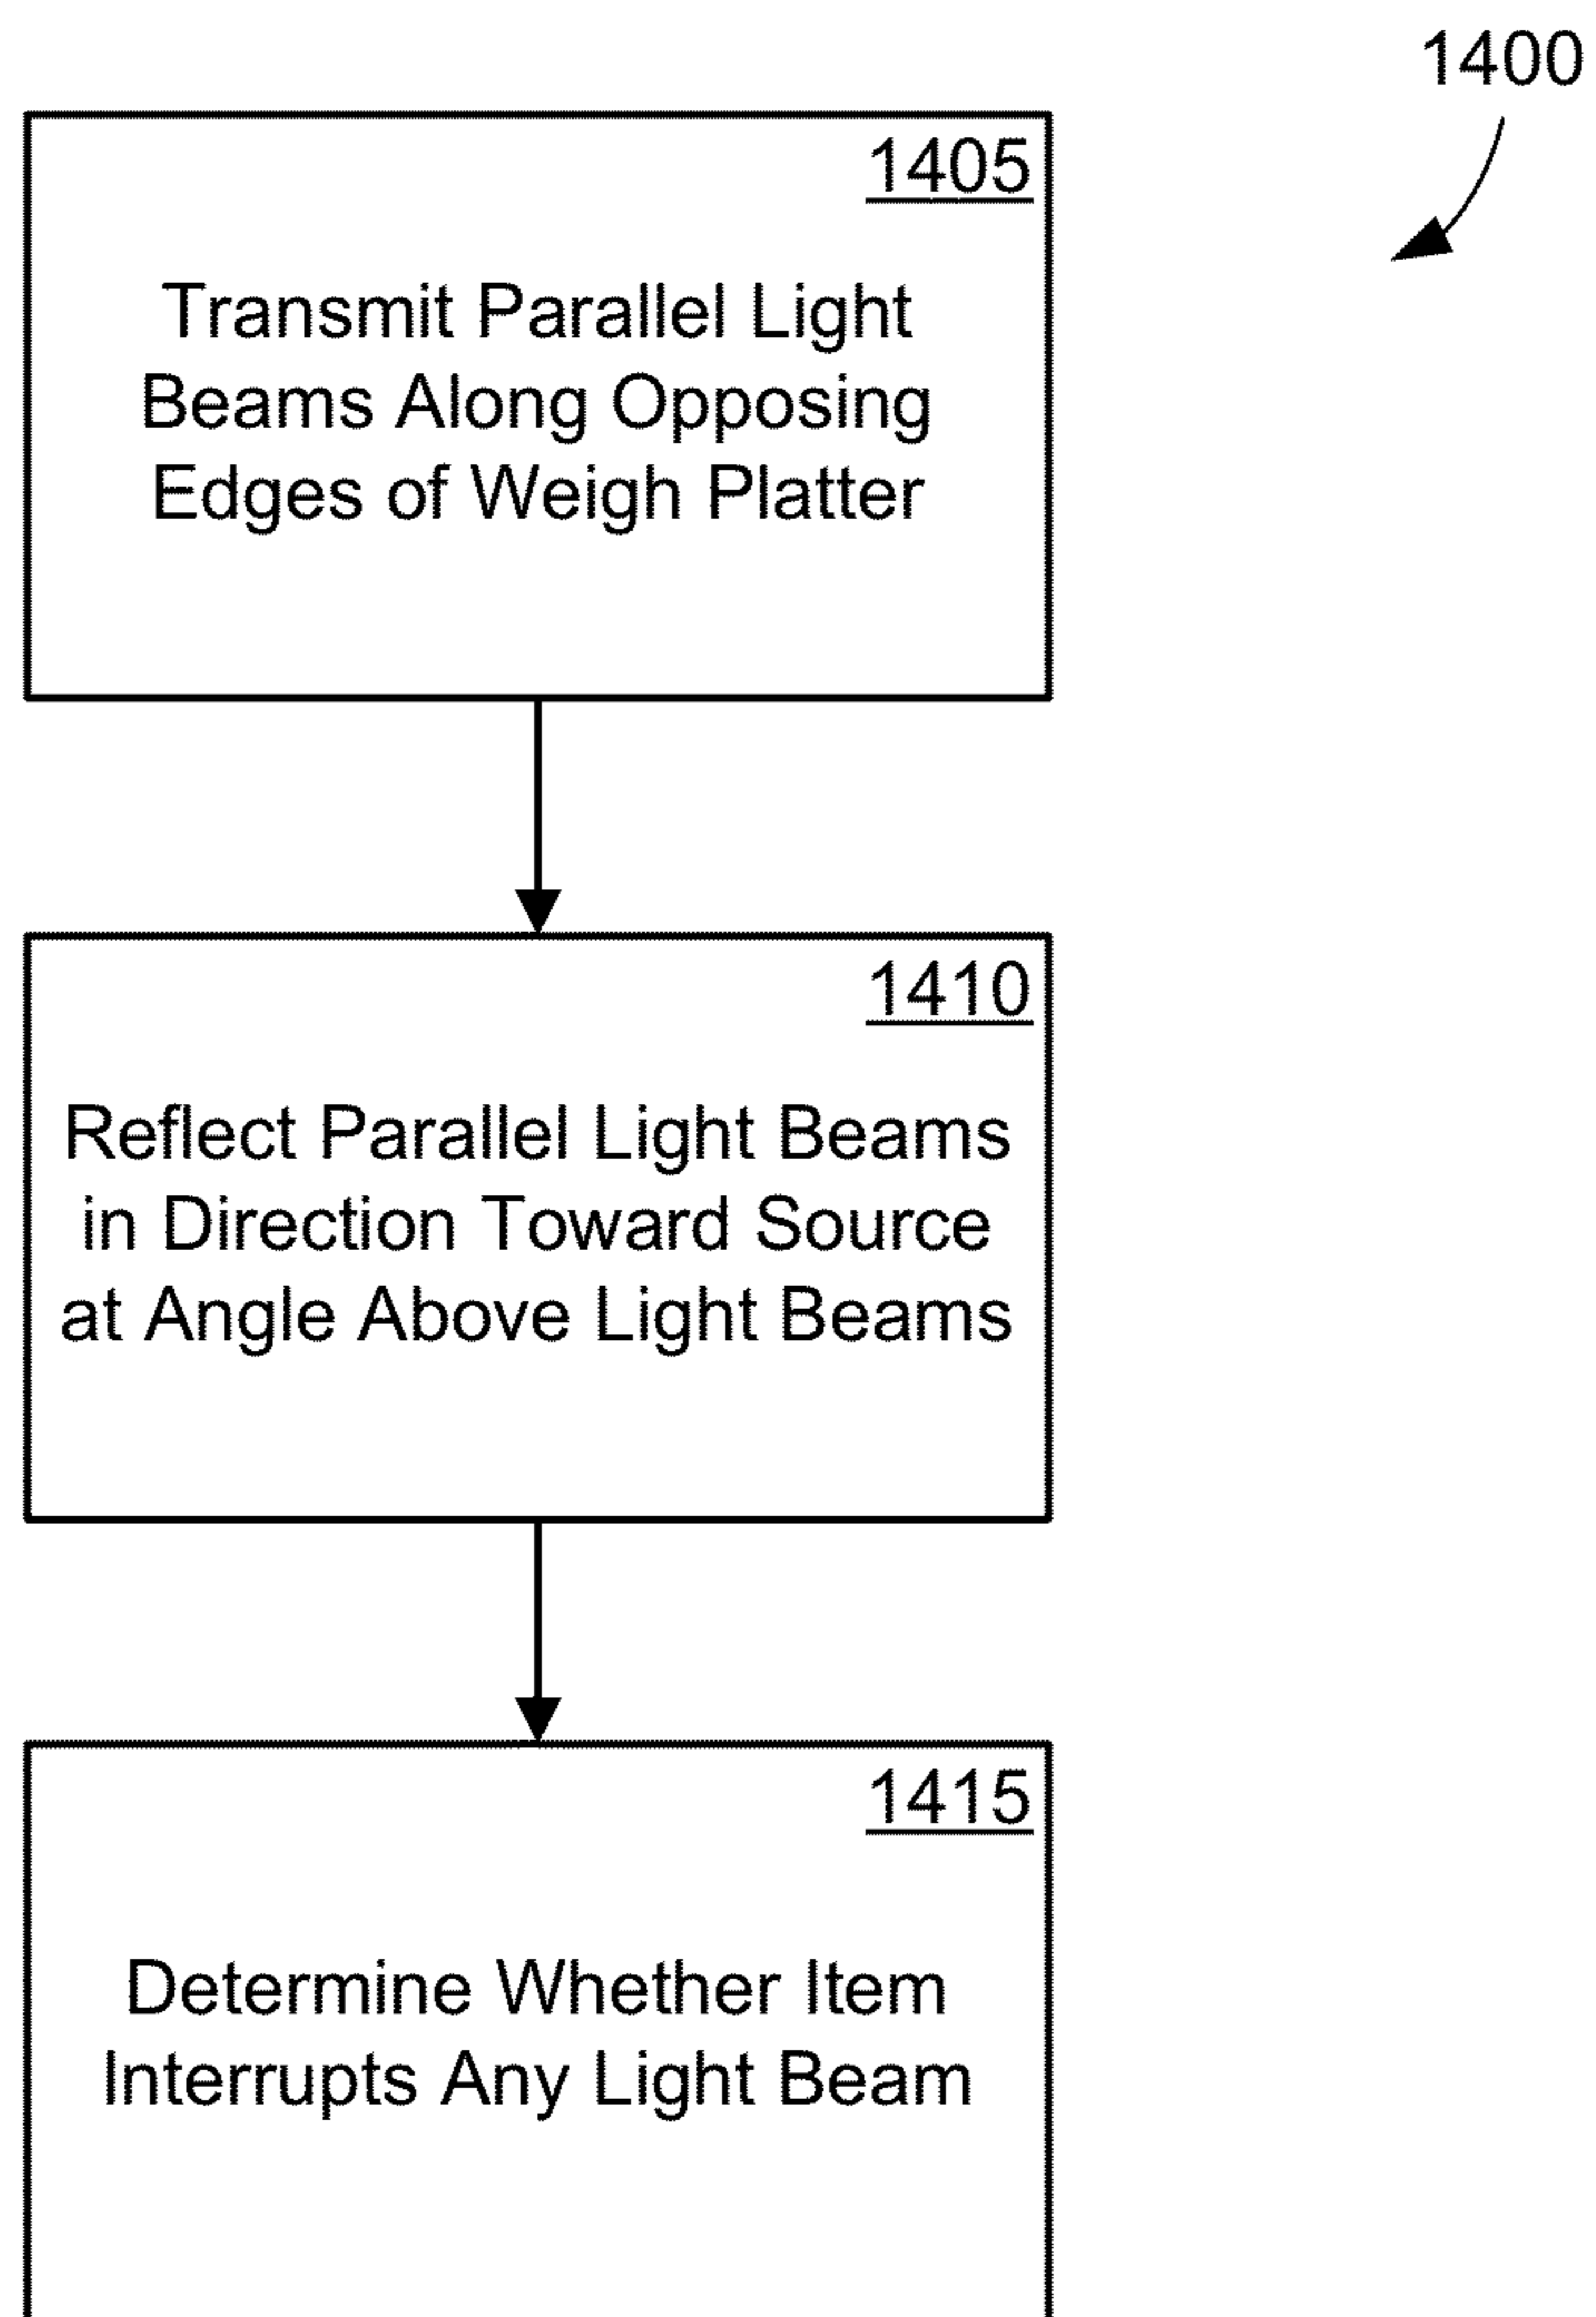 1400
1405
Transmit Parallel Light
Beams Along Opposing
Edges of Weigh Platter
1410
Reflect Parallel Light Beams
in Direction Toward Source
at Angle Above Light Beams
1415
Determine Whether Item
Interrupts Any Light Beam